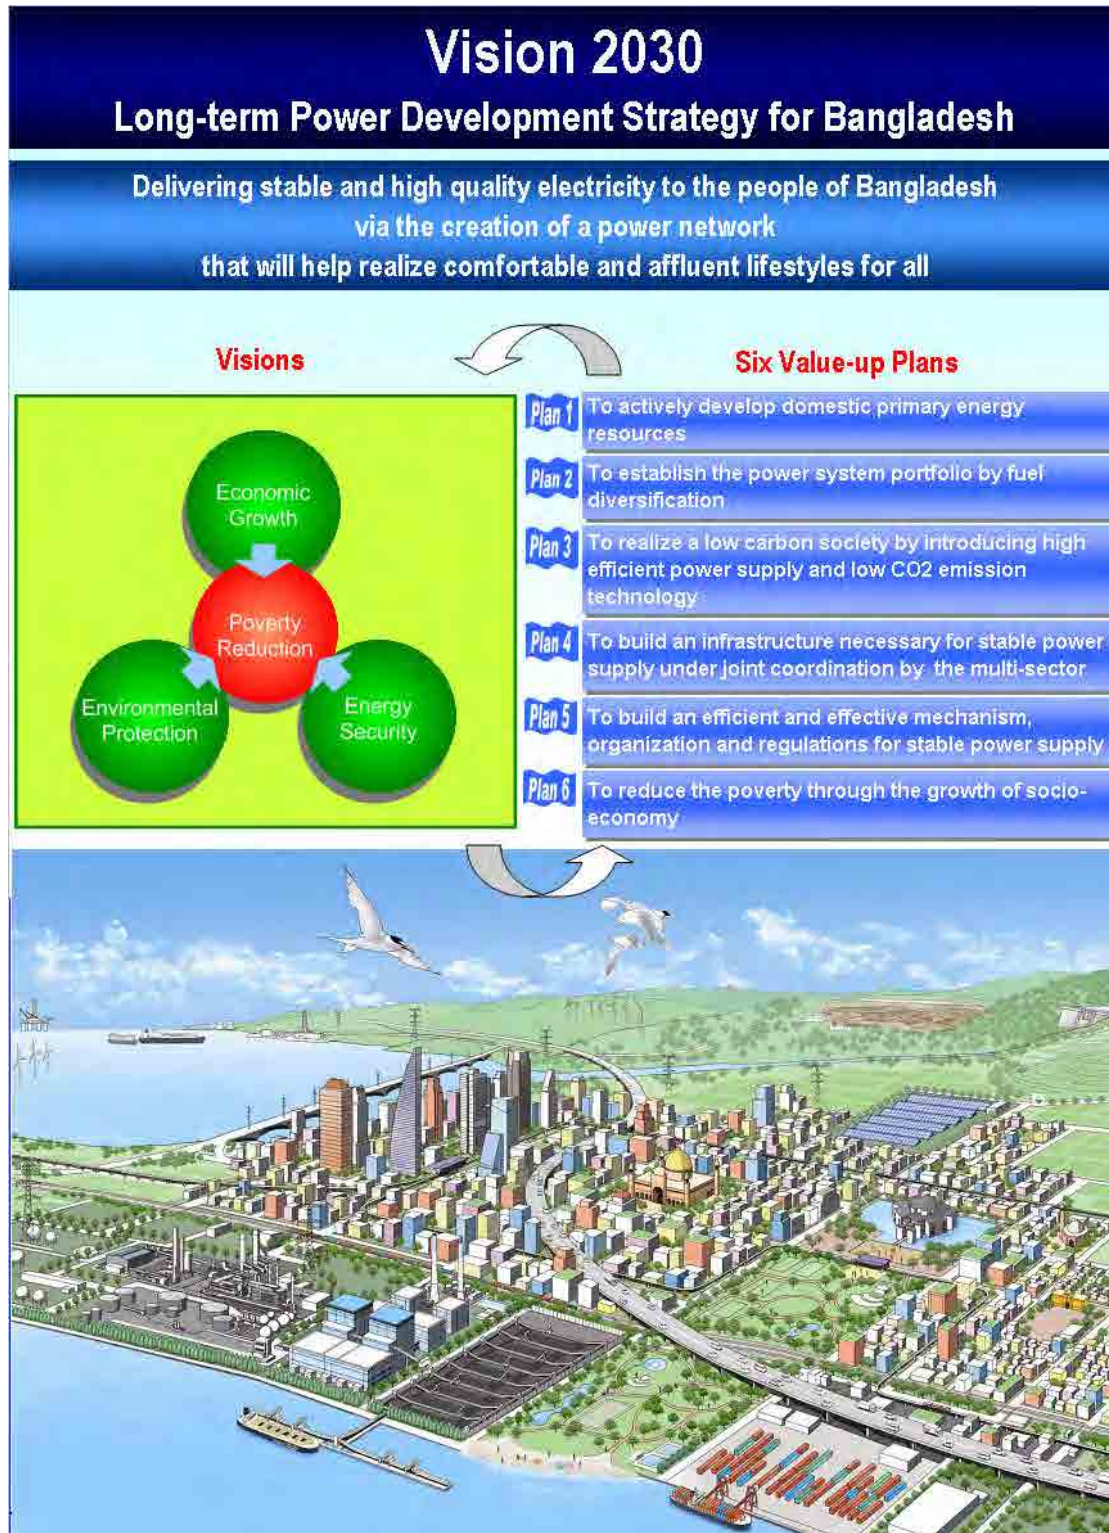 Vision 2030
Long-term Power Development Strategy for Bangladesh
Delivering stable and high quality electricity to the people of Bangladesh
via the creation of a power network
that will help realize comfortable and affluent lifestyles for all
Visions
Economic
Growth
Poverty
Reduction
Environmental
Protection
Energy
Security
Six Value-up Plans
Plan 1
To actively develop domestic primary energy
resources
Plan 2
To establish the power system portfolio by fuel
diversification
Plan 3
To realize a low carbon society by introducing high
efficient power supply and low CO2 emission
technology
Plan 4
To build an infrastructure necessary for stable power
supply under joint coordination by the multi-sector
Plan 5
To build an efficient and effective mechanism,
organization and regulations for stable power supply
Plan 6
To reduce the poverty through the growth of socio-
economy